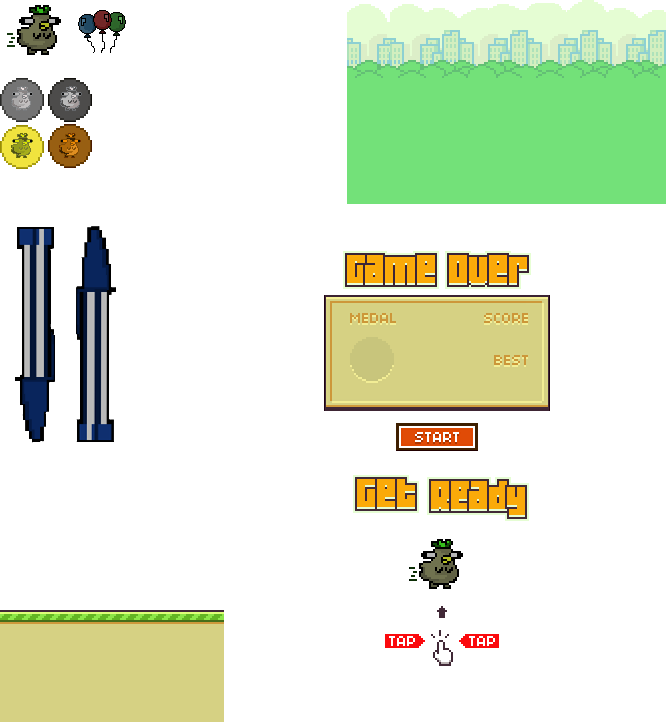 Game Over
MEDAL SCORE
BEST
START
Get Ready
TAP TAP